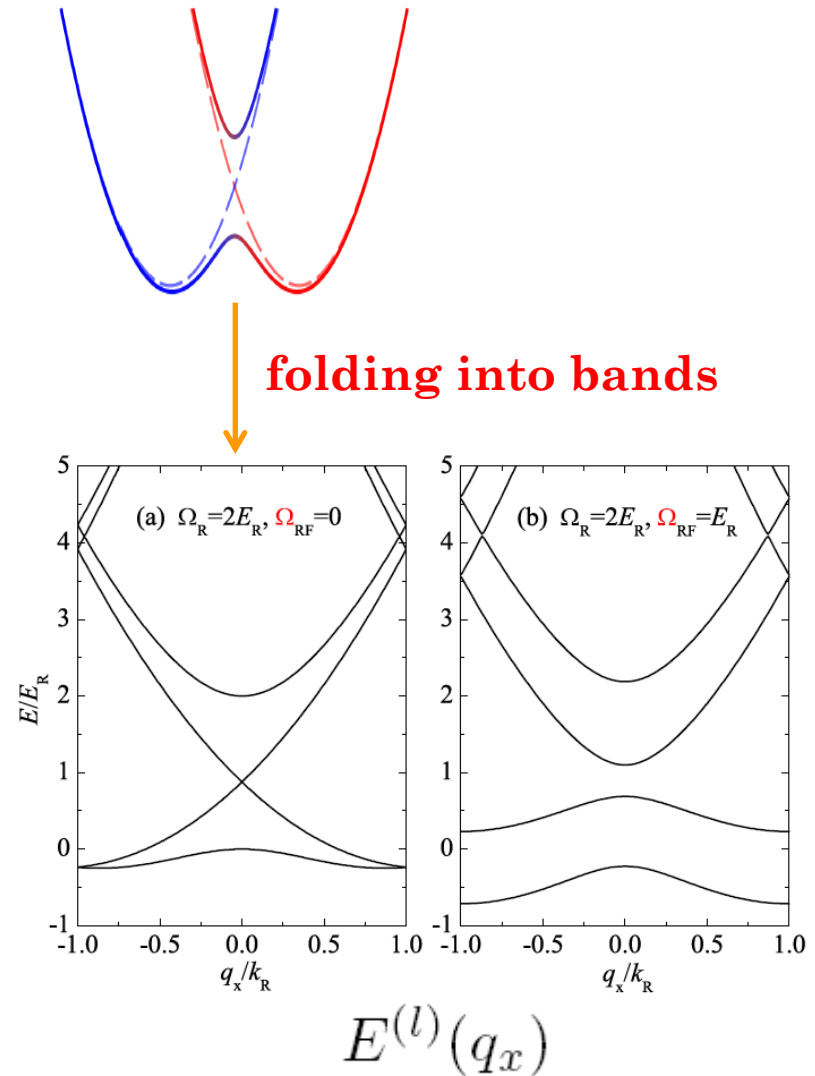 folding into bands
(a) Ω_R=2E_R, Ω_RF=0
(b) Ω_R=2E_R, Ω_RF=E_R
E/E_R
5
4
3
2
1
0
-1
-1.0 -0.5 0.0 0.5 1.0
q_x/k_R
5
4
3
2
1
0
-1
-1.0 -0.5 0.0 0.5 1.0
q_x/k_R
E^(l)(q_x)